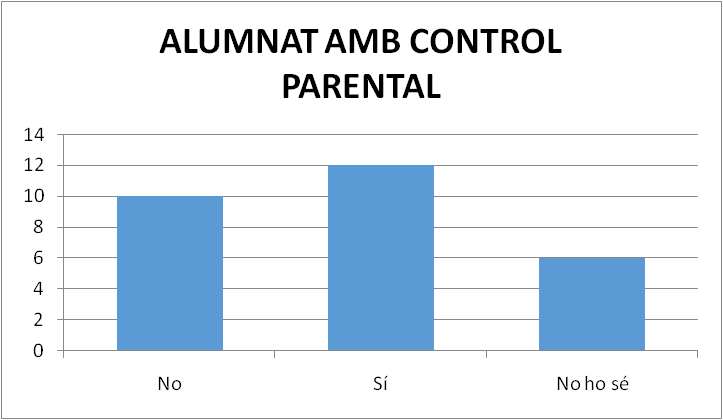 ALUMNAT AMB CONTROL
PARENTAL
14
12
10
8
6
4
2
0
No Sí No ho sé